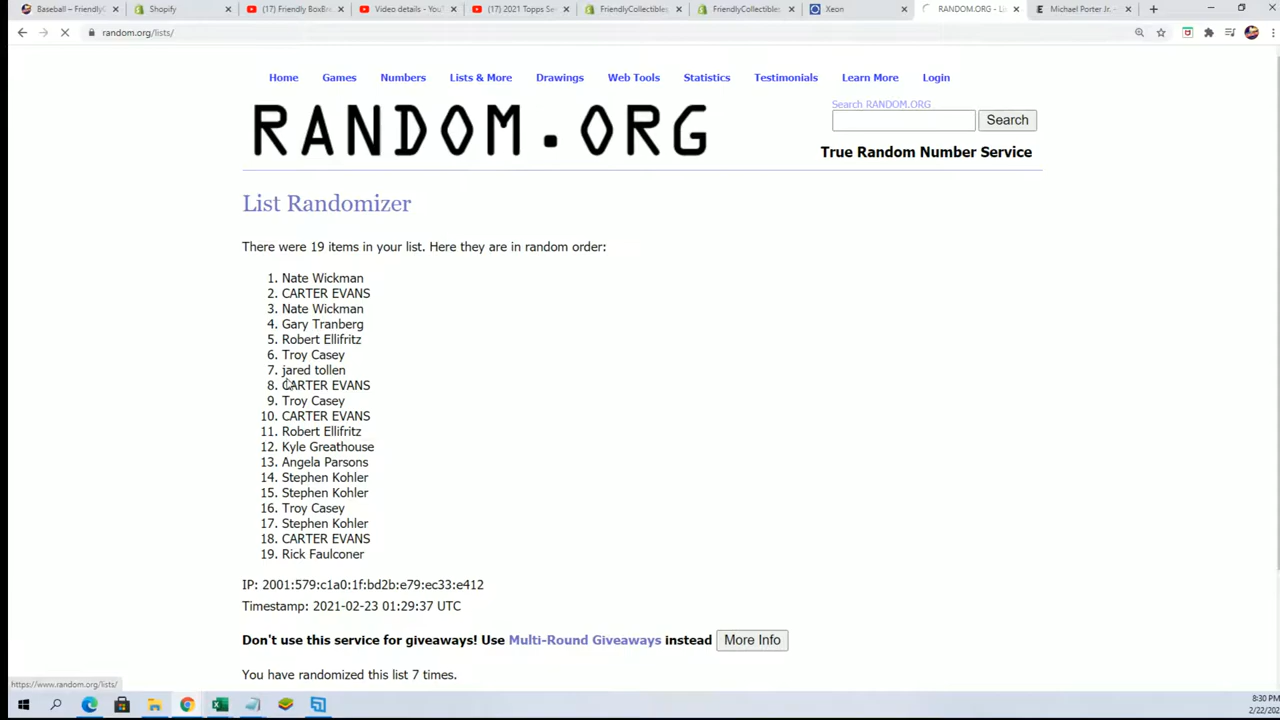 Baseball – Friendly
Shopify
(17) Friendly BoxBre
Video details - You
(17) 2021 Topps Se
FriendlyCollectibles
FriendlyCollectibles
Xeon
RANDOM.ORG - Li
Michael Porter Jr. -
random.org/lists/
Home Games Numbers Lists & More Drawings Web Tools Statistics Testimonials Learn More Login
RANDOM.ORG
Search RANDOM.ORG
Search
True Random Number Service
List Randomizer
There were 19 items in your list. Here they are in random order:
1. Nate Wickman
2. CARTER EVANS
3. Nate Wickman
4. Gary Tranberg
5. Robert Ellifritz
6. Troy Casey
7. jared tollen
8. CARTER EVANS
9. Troy Casey
10. CARTER EVANS
11. Robert Ellifritz
12. Kyle Greathouse
13. Angela Parsons
14. Stephen Kohler
15. Stephen Kohler
16. Troy Casey
17. Stephen Kohler
18. CARTER EVANS
19. Rick Faulconer
IP: 2001:579:c1a0:1f:bd2b:e79:ec33:e412
Timestamp: 2021-02-23 01:29:37 UTC
Don't use this service for giveaways! Use Multi-Round Giveaways instead More Info
You have randomized this list 7 times.
https://www.random.org/lists/
8:30 PM
2/22/202